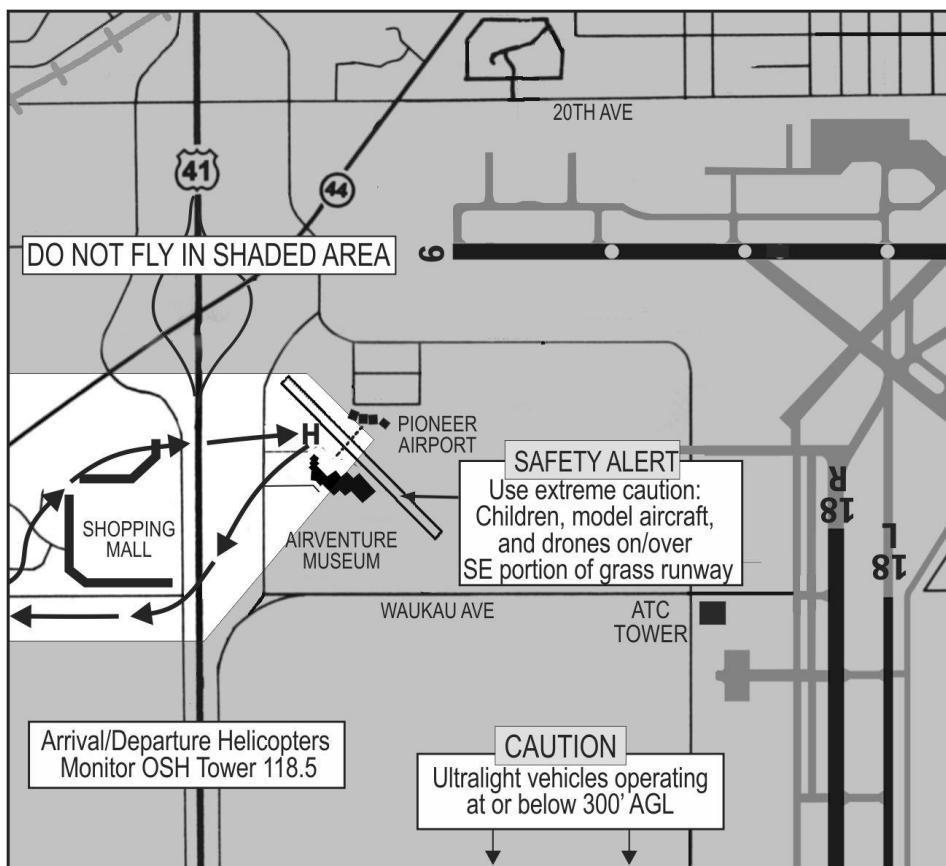 20TH AVE
41
44
DO NOT FLY IN SHADED AREA
9
PIONEER
AIRPORT
H
SAFETY ALERT
Use extreme caution:
Children, model aircraft,
and drones on/over
SE portion of grass runway
18R
18L
SHOPPING
MALL
AIRVENTURE
MUSEUM
WAUKAU AVE
ATC
TOWER
Arrival/Departure Helicopters
Monitor OSH Tower 118.5
CAUTION
Ultralight vehicles operating
at or below 300' AGL